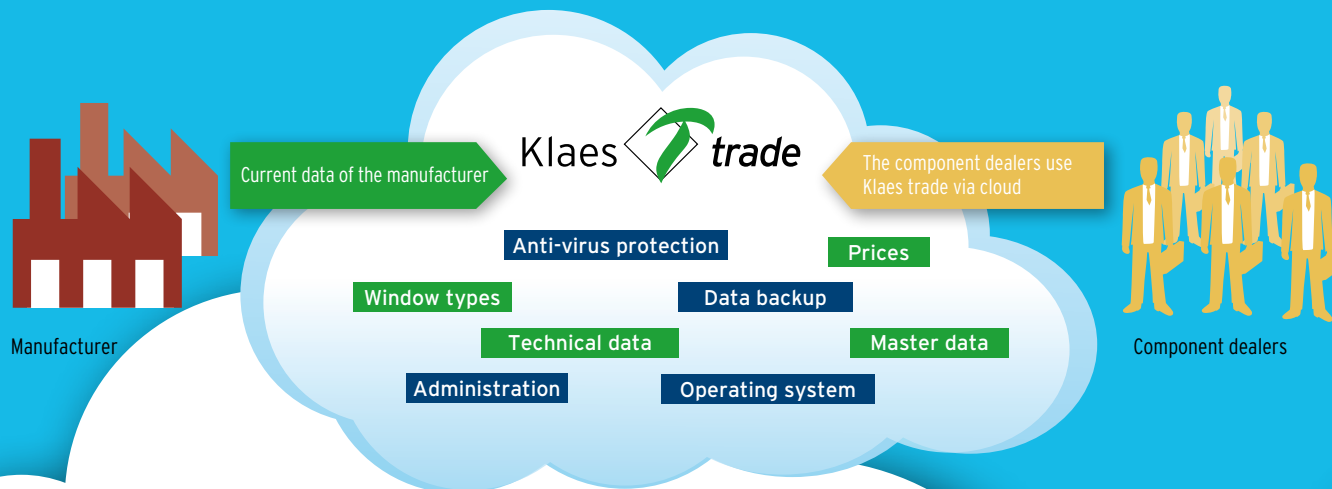 Klaes trade
Current data of the manufacturer
The component dealers use
Klaes trade via cloud
Anti-virus protection
Prices
Window types
Data backup
Technical data
Master data
Administration
Operating system
Manufacturer
Component dealers